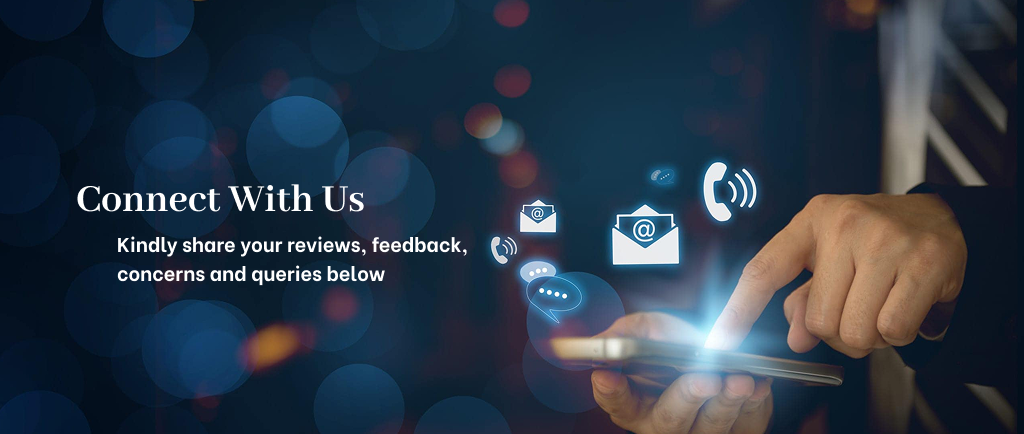 Connect With Us
Kindly share your reviews, feedback,
concerns and queries below
@
@